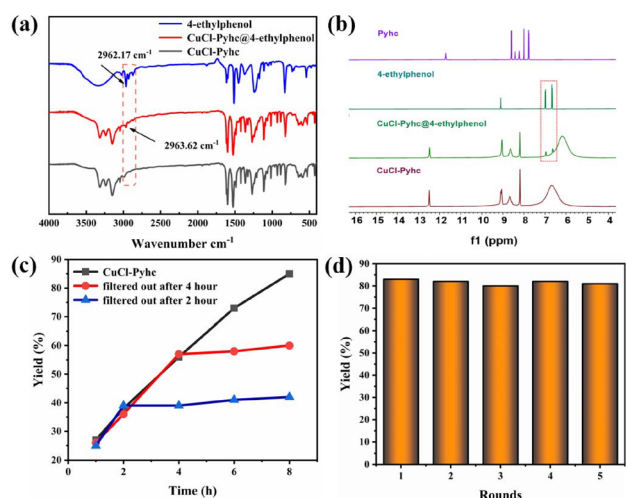 (a)
4-ethylphenol
CuCl-Pyhc@4-ethylphenol
CuCl-Pyhc
2962.17 cm⁻¹
2963.62 cm⁻¹
4000 3500 3000 2500 2000 1500 1000 500
Wavenumber cm⁻¹
(b)
Pyhc
4-ethylphenol
CuCl-Pyhc@4-ethylphenol
CuCl-Pyhc
16 15 14 13 12 11 10 9 8 7 6 5 4
f1 (ppm)
(c)
CuCl-Pyhc
filtered out after 4 hour
filtered out after 2 hour
90
80
70
60
50
40
30
20
Yield (%)
0 2 4 6 8
Time (h)
(d)
90
80
70
60
50
40
30
20
10
0
Yield (%)
1 2 3 4 5
Rounds